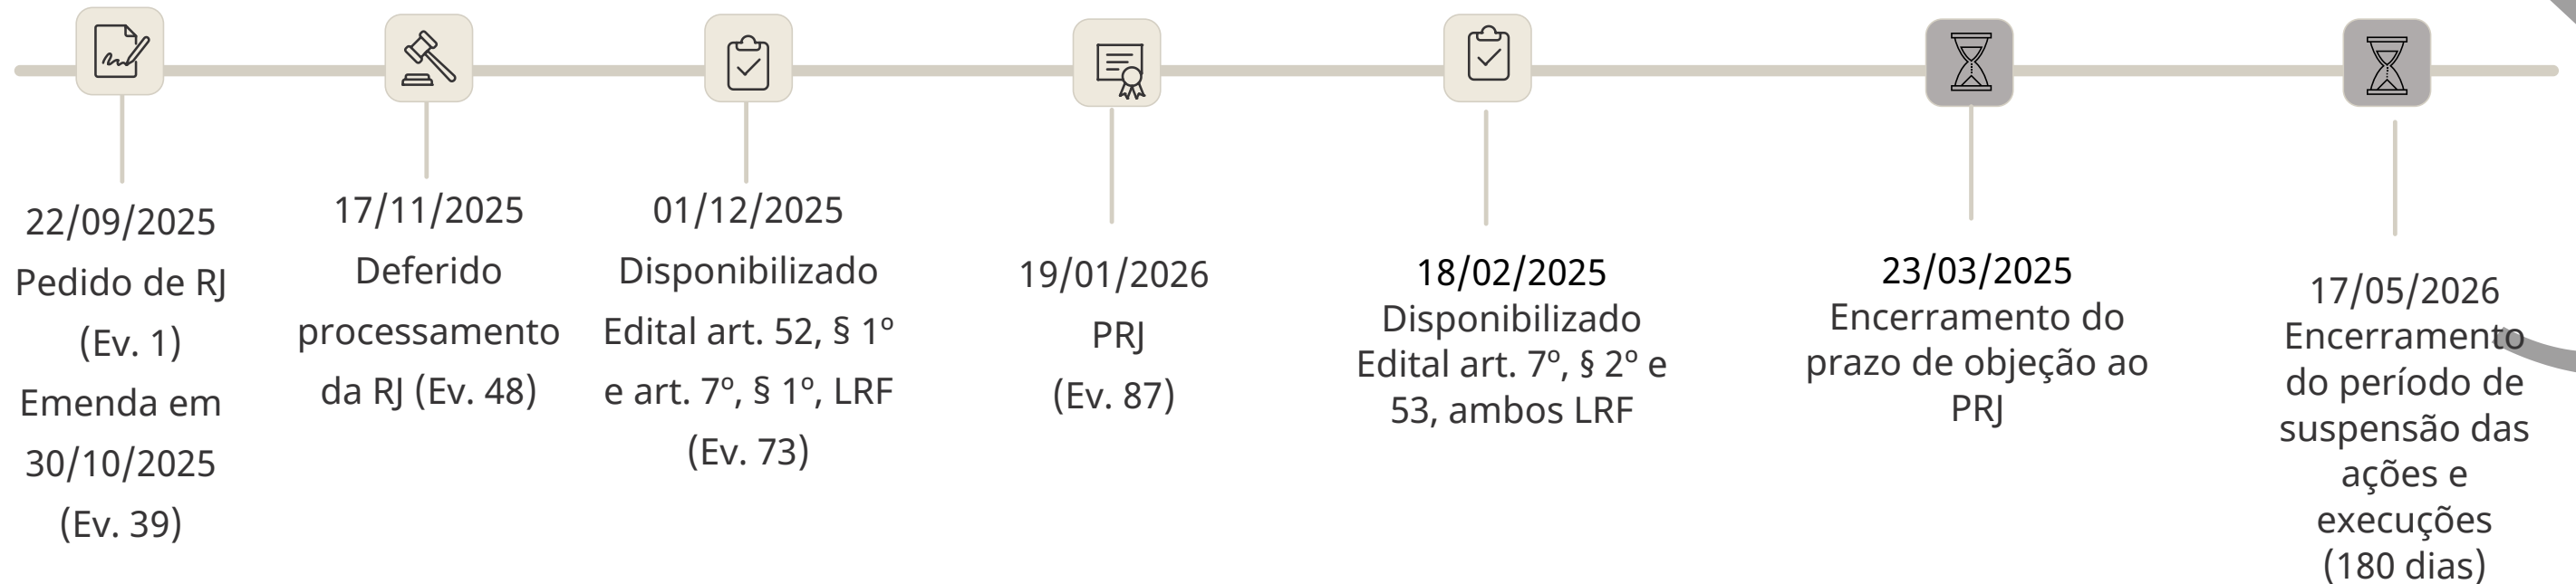 22/09/2025
Pedido de RJ
(Ev. 1)
Emenda em
30/10/2025
(Ev. 39)
17/11/2025
Deferido
processamento
da RJ (Ev. 48)
01/12/2025
Disponibilizado
Edital art. 52, § 1º
e art. 7º, § 1º, LRF
(Ev. 73)
19/01/2026
PRJ
(Ev. 87)
18/02/2025
Disponibilizado
Edital art. 7º, § 2º e
53, ambos LRF
23/03/2025
Encerramento do
prazo de objeção ao
PRJ
17/05/2026
Encerramento
do período de
suspensão das
ações e
execuções
(180 dias)